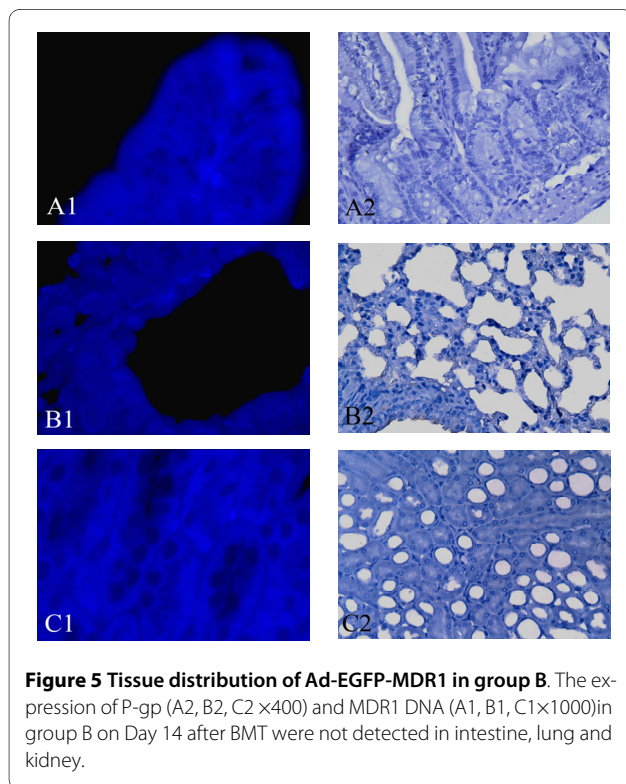 A1
A2
B1
B2
C1
C2
Figure 5 Tissue distribution of Ad-EGFP-MDR1 in group B. The ex-
pression of P-gp (A2, B2, C2 ×400) and MDR1 DNA (A1, B1, C1×1000)in
group B on Day 14 after BMT were not detected in intestine, lung and
kidney.